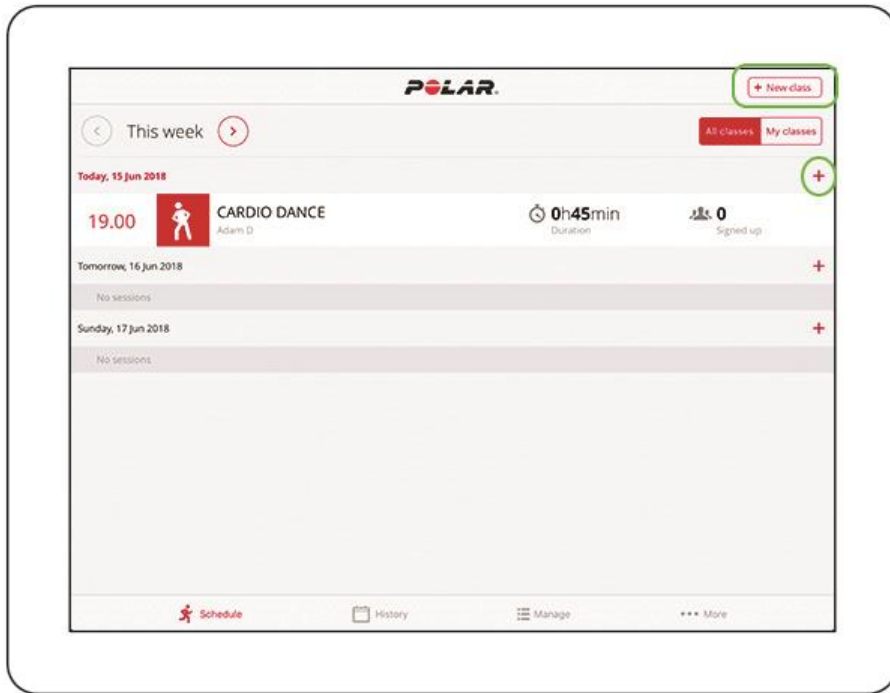 POLAR.
+ New class
This week
All classes My classes
Today, 15 Jun 2018
+
19.00
CARDIO DANCE
Adam D
0h45min
Duration
0
Signed up
Tomorrow, 16 Jun 2018
+
No sessions
Sunday, 17 Jun 2018
+
No sessions
Schedule History Manage More